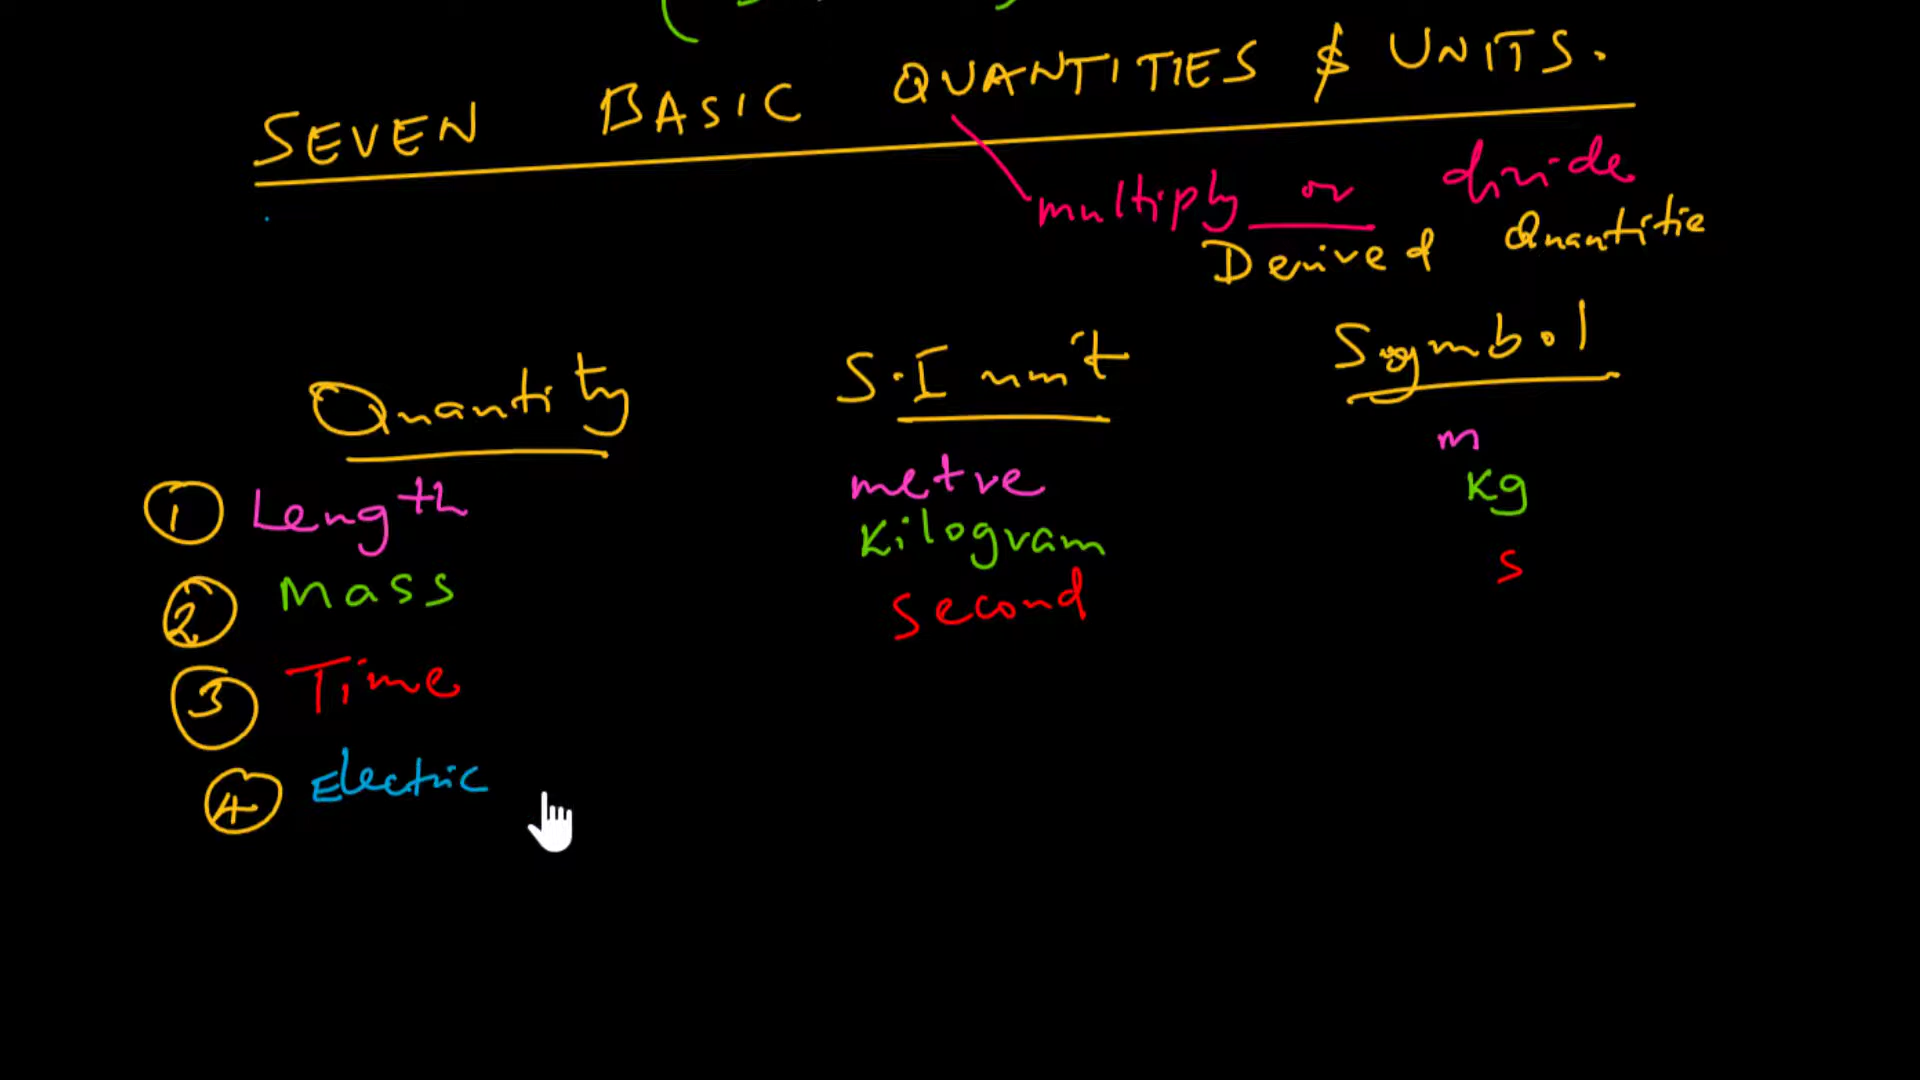 SEVEN BASIC QUANTITIES & UNITS.
multiply or divide
Derived Quantitie
Quantity S.I unit Symbol
1 Length metre m
2 Mass Kilogram Kg
3 Time Second s
4 Electric